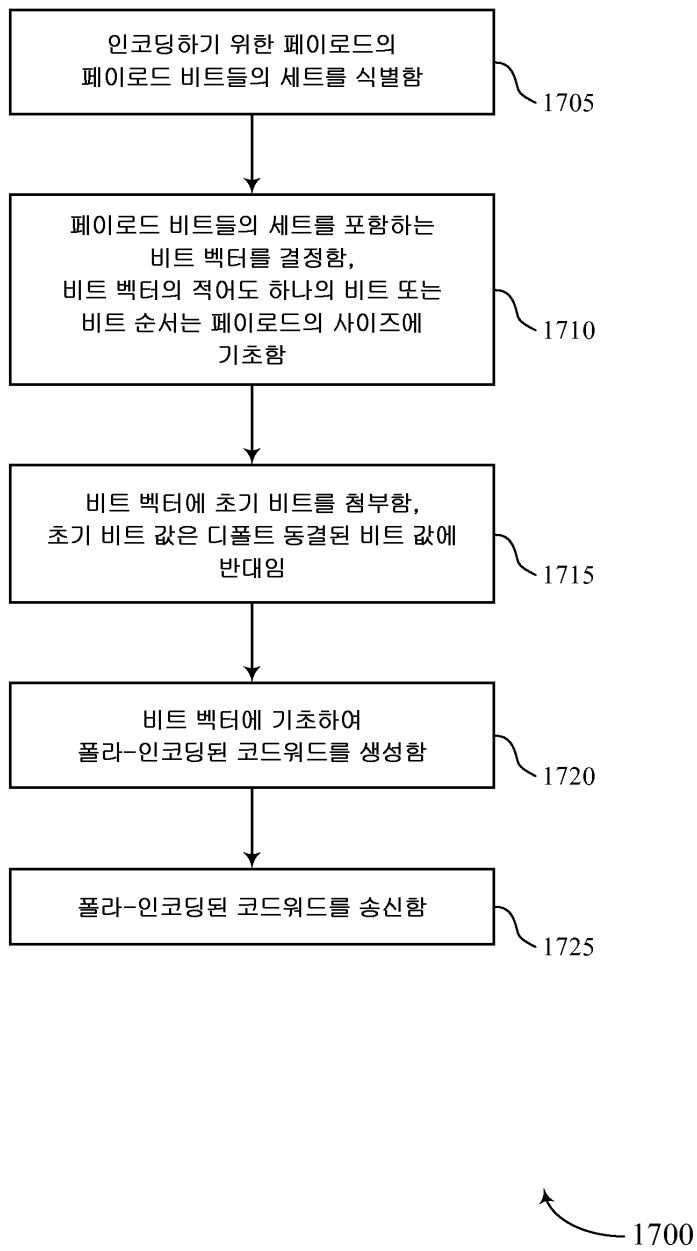 인코딩하기 위한 페이로드의
페이로드 비트들의 세트를 식별함
1705
페이로드 비트들의 세트를 포함하는
비트 벡터를 결정함,
비트 벡터의 적어도 하나의 비트 또는
비트 순서는 페이로드의 사이즈에
기초함
1710
비트 벡터에 초기 비트를 첨부함,
초기 비트 값은 디폴트 동결된 비트 값에
반대임
1715
비트 벡터에 기초하여
폴라-인코딩된 코드워드를 생성함
1720
폴라-인코딩된 코드워드를 송신함
1725
1700